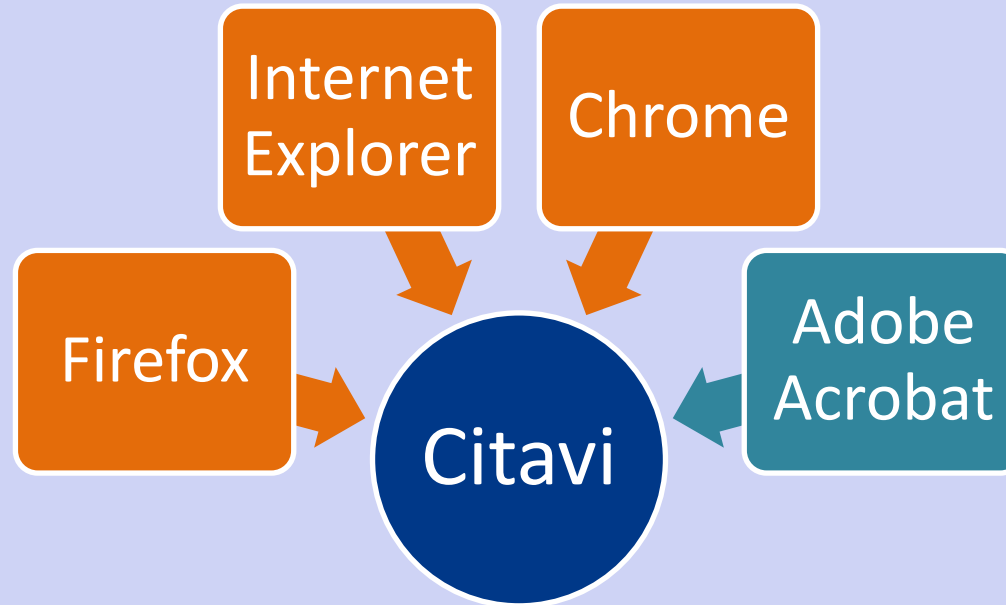 Internet
Explorer
Chrome
Firefox
Adobe
Acrobat
Citavi